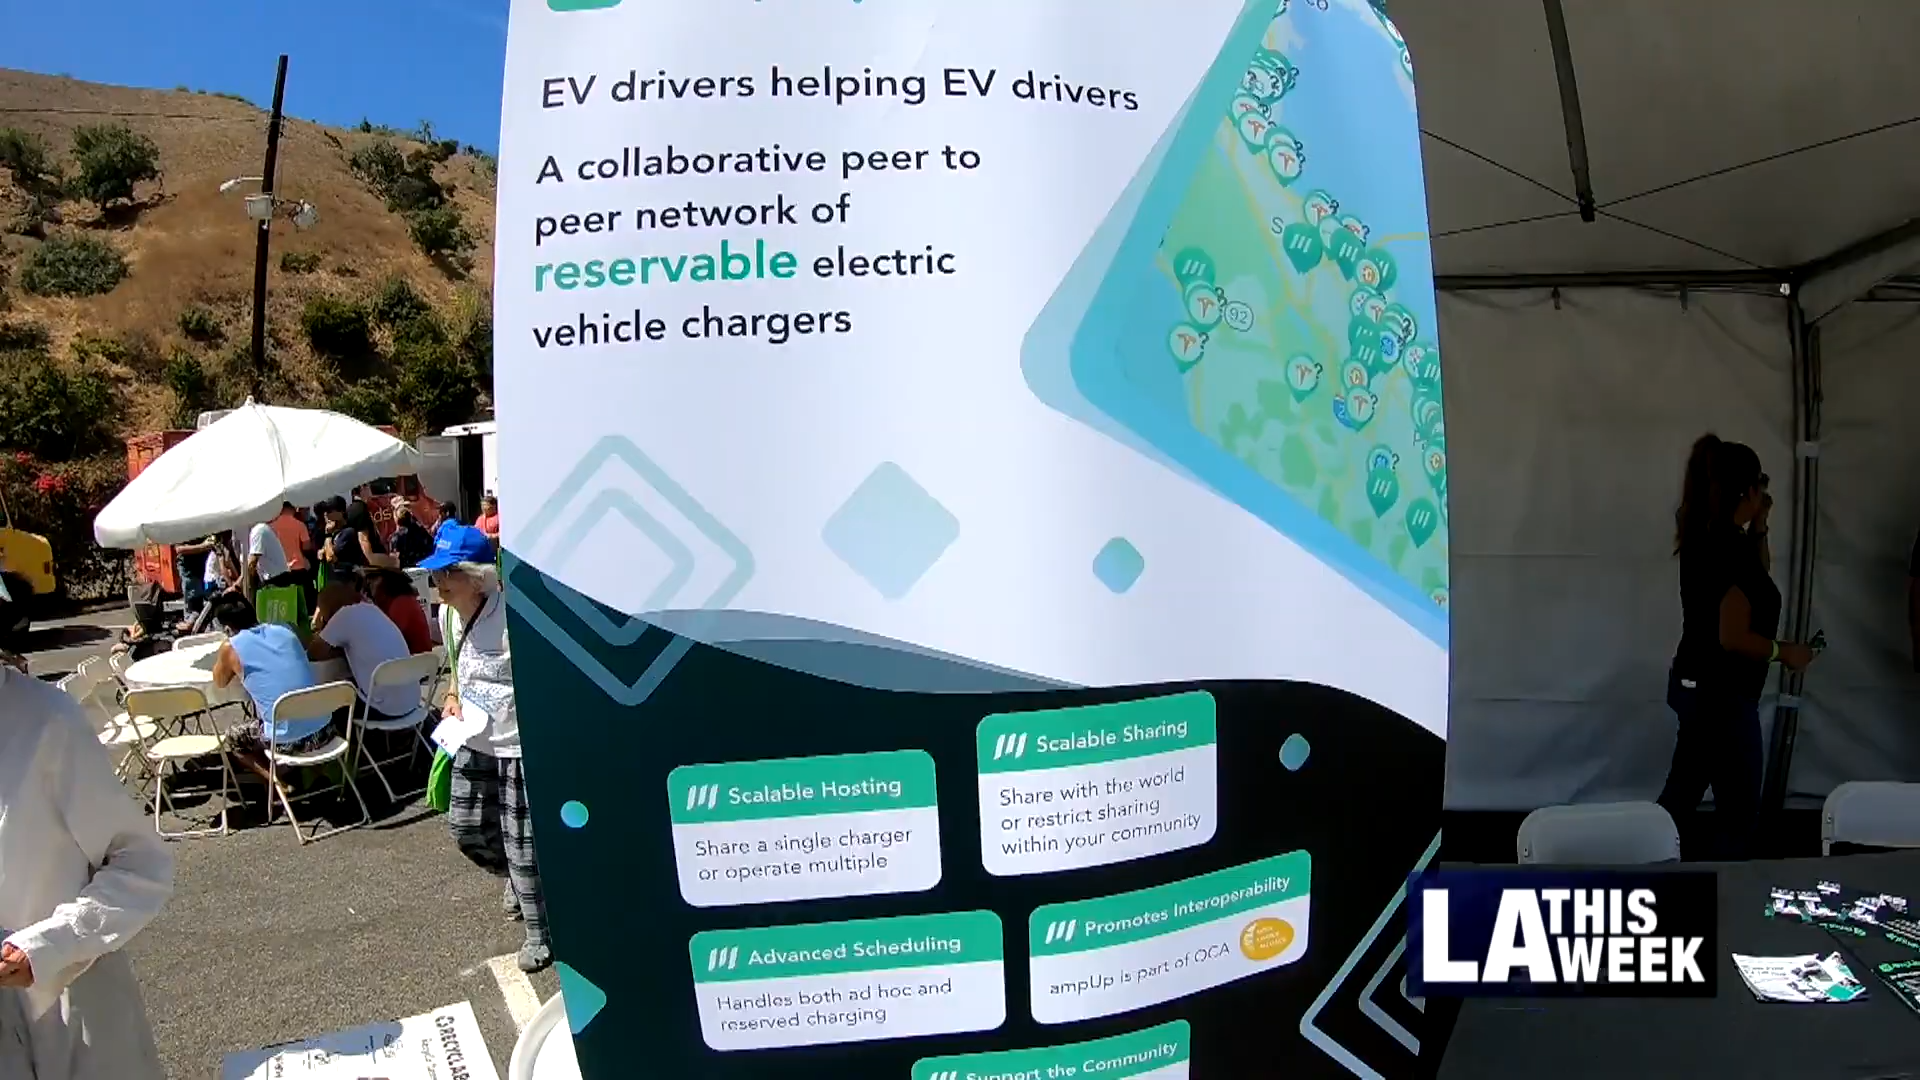 EV drivers helping EV drivers
A collaborative peer to
peer network of
reservable electric
vehicle chargers
92
Scalable Hosting
Share a single charger
or operate multiple
Scalable Sharing
Share with the world
or restrict sharing
within your community
Advanced Scheduling
Handles both ad hoc and
reserved charging
Promotes Interoperability
ampUp is part of OCA
Support the Community
LA THIS
WEEK